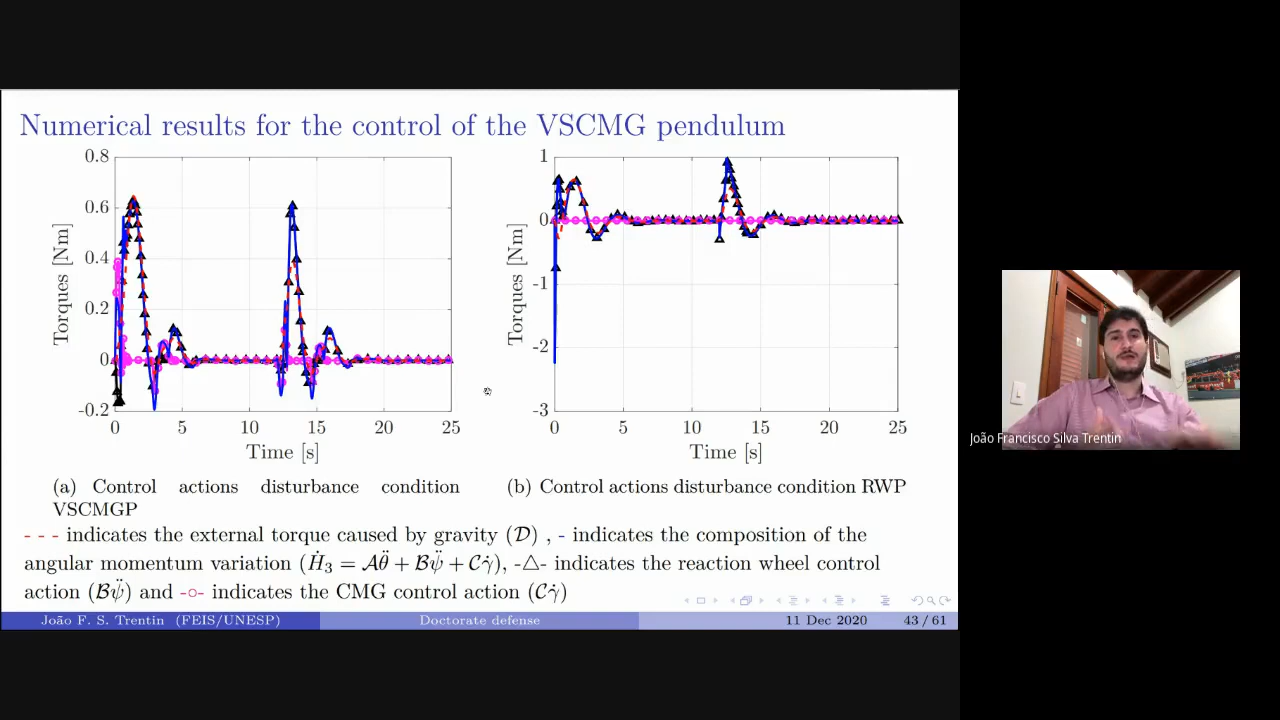 Numerical results for the control of the VSCMG pendulum
0.8
0.6
0.4
0.2
0
-0.2
Torques [Nm]
0 5 10 15 20 25
Time [s]
1
0
-1
-2
-3
Torques [Nm]
0 5 10 15 20 25
Time [s]
(a) Control actions disturbance condition
VSCMGP
(b) Control actions disturbance condition RWP
- - - indicates the external torque caused by gravity (𝒟) , - indicates the composition of the
angular momentum variation (Ḣ₃ = 𝒜θ̈ + ℬψ̈ + 𝒞γ̇), -△- indicates the reaction wheel control
action (ℬψ̈) and -○- indicates the CMG control action (𝒞γ̇)
João F. S. Trentin (FEIS/UNESP) Doctorate defense 11 Dec 2020 43 / 61
João Francisco Silva Trentin